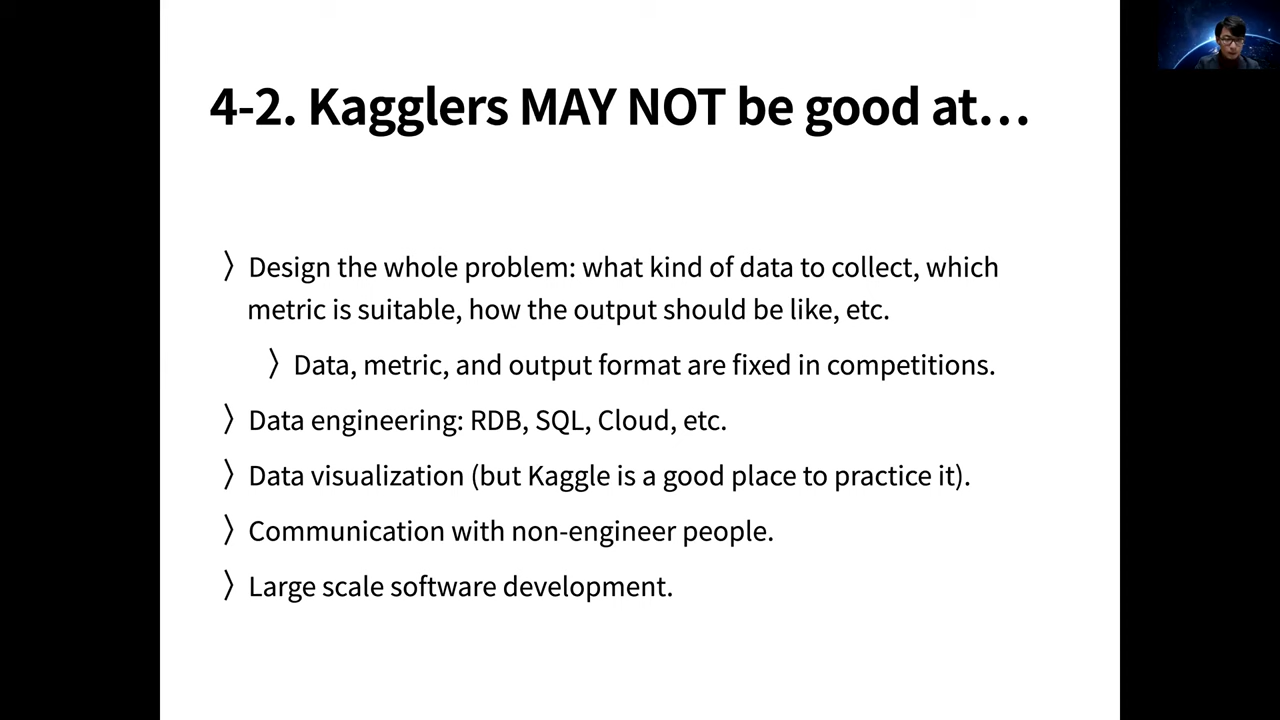 4-2. Kagglers MAY NOT be good at…
〉Design the whole problem: what kind of data to collect, which
metric is suitable, how the output should be like, etc.
〉Data, metric, and output format are fixed in competitions.
〉Data engineering: RDB, SQL, Cloud, etc.
〉Data visualization (but Kaggle is a good place to practice it).
〉Communication with non-engineer people.
〉Large scale software development.